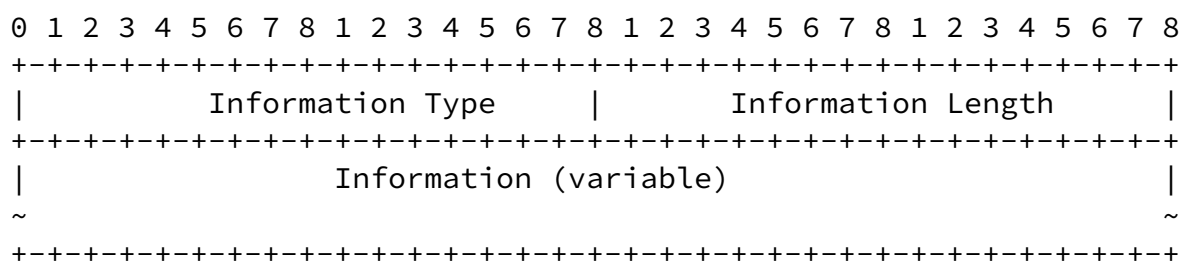 0 1 2 3 4 5 6 7 8 1 2 3 4 5 6 7 8 1 2 3 4 5 6 7 8 1 2 3 4 5 6 7 8
+-+-+-+-+-+-+-+-+-+-+-+-+-+-+-+-+-+-+-+-+-+-+-+-+-+-+-+-+-+-+-+-+
|          Information Type     |       Information Length      |
+-+-+-+-+-+-+-+-+-+-+-+-+-+-+-+-+-+-+-+-+-+-+-+-+-+-+-+-+-+-+-+-+
|                 Information (variable)                        |
~                                                               ~
+-+-+-+-+-+-+-+-+-+-+-+-+-+-+-+-+-+-+-+-+-+-+-+-+-+-+-+-+-+-+-+-+